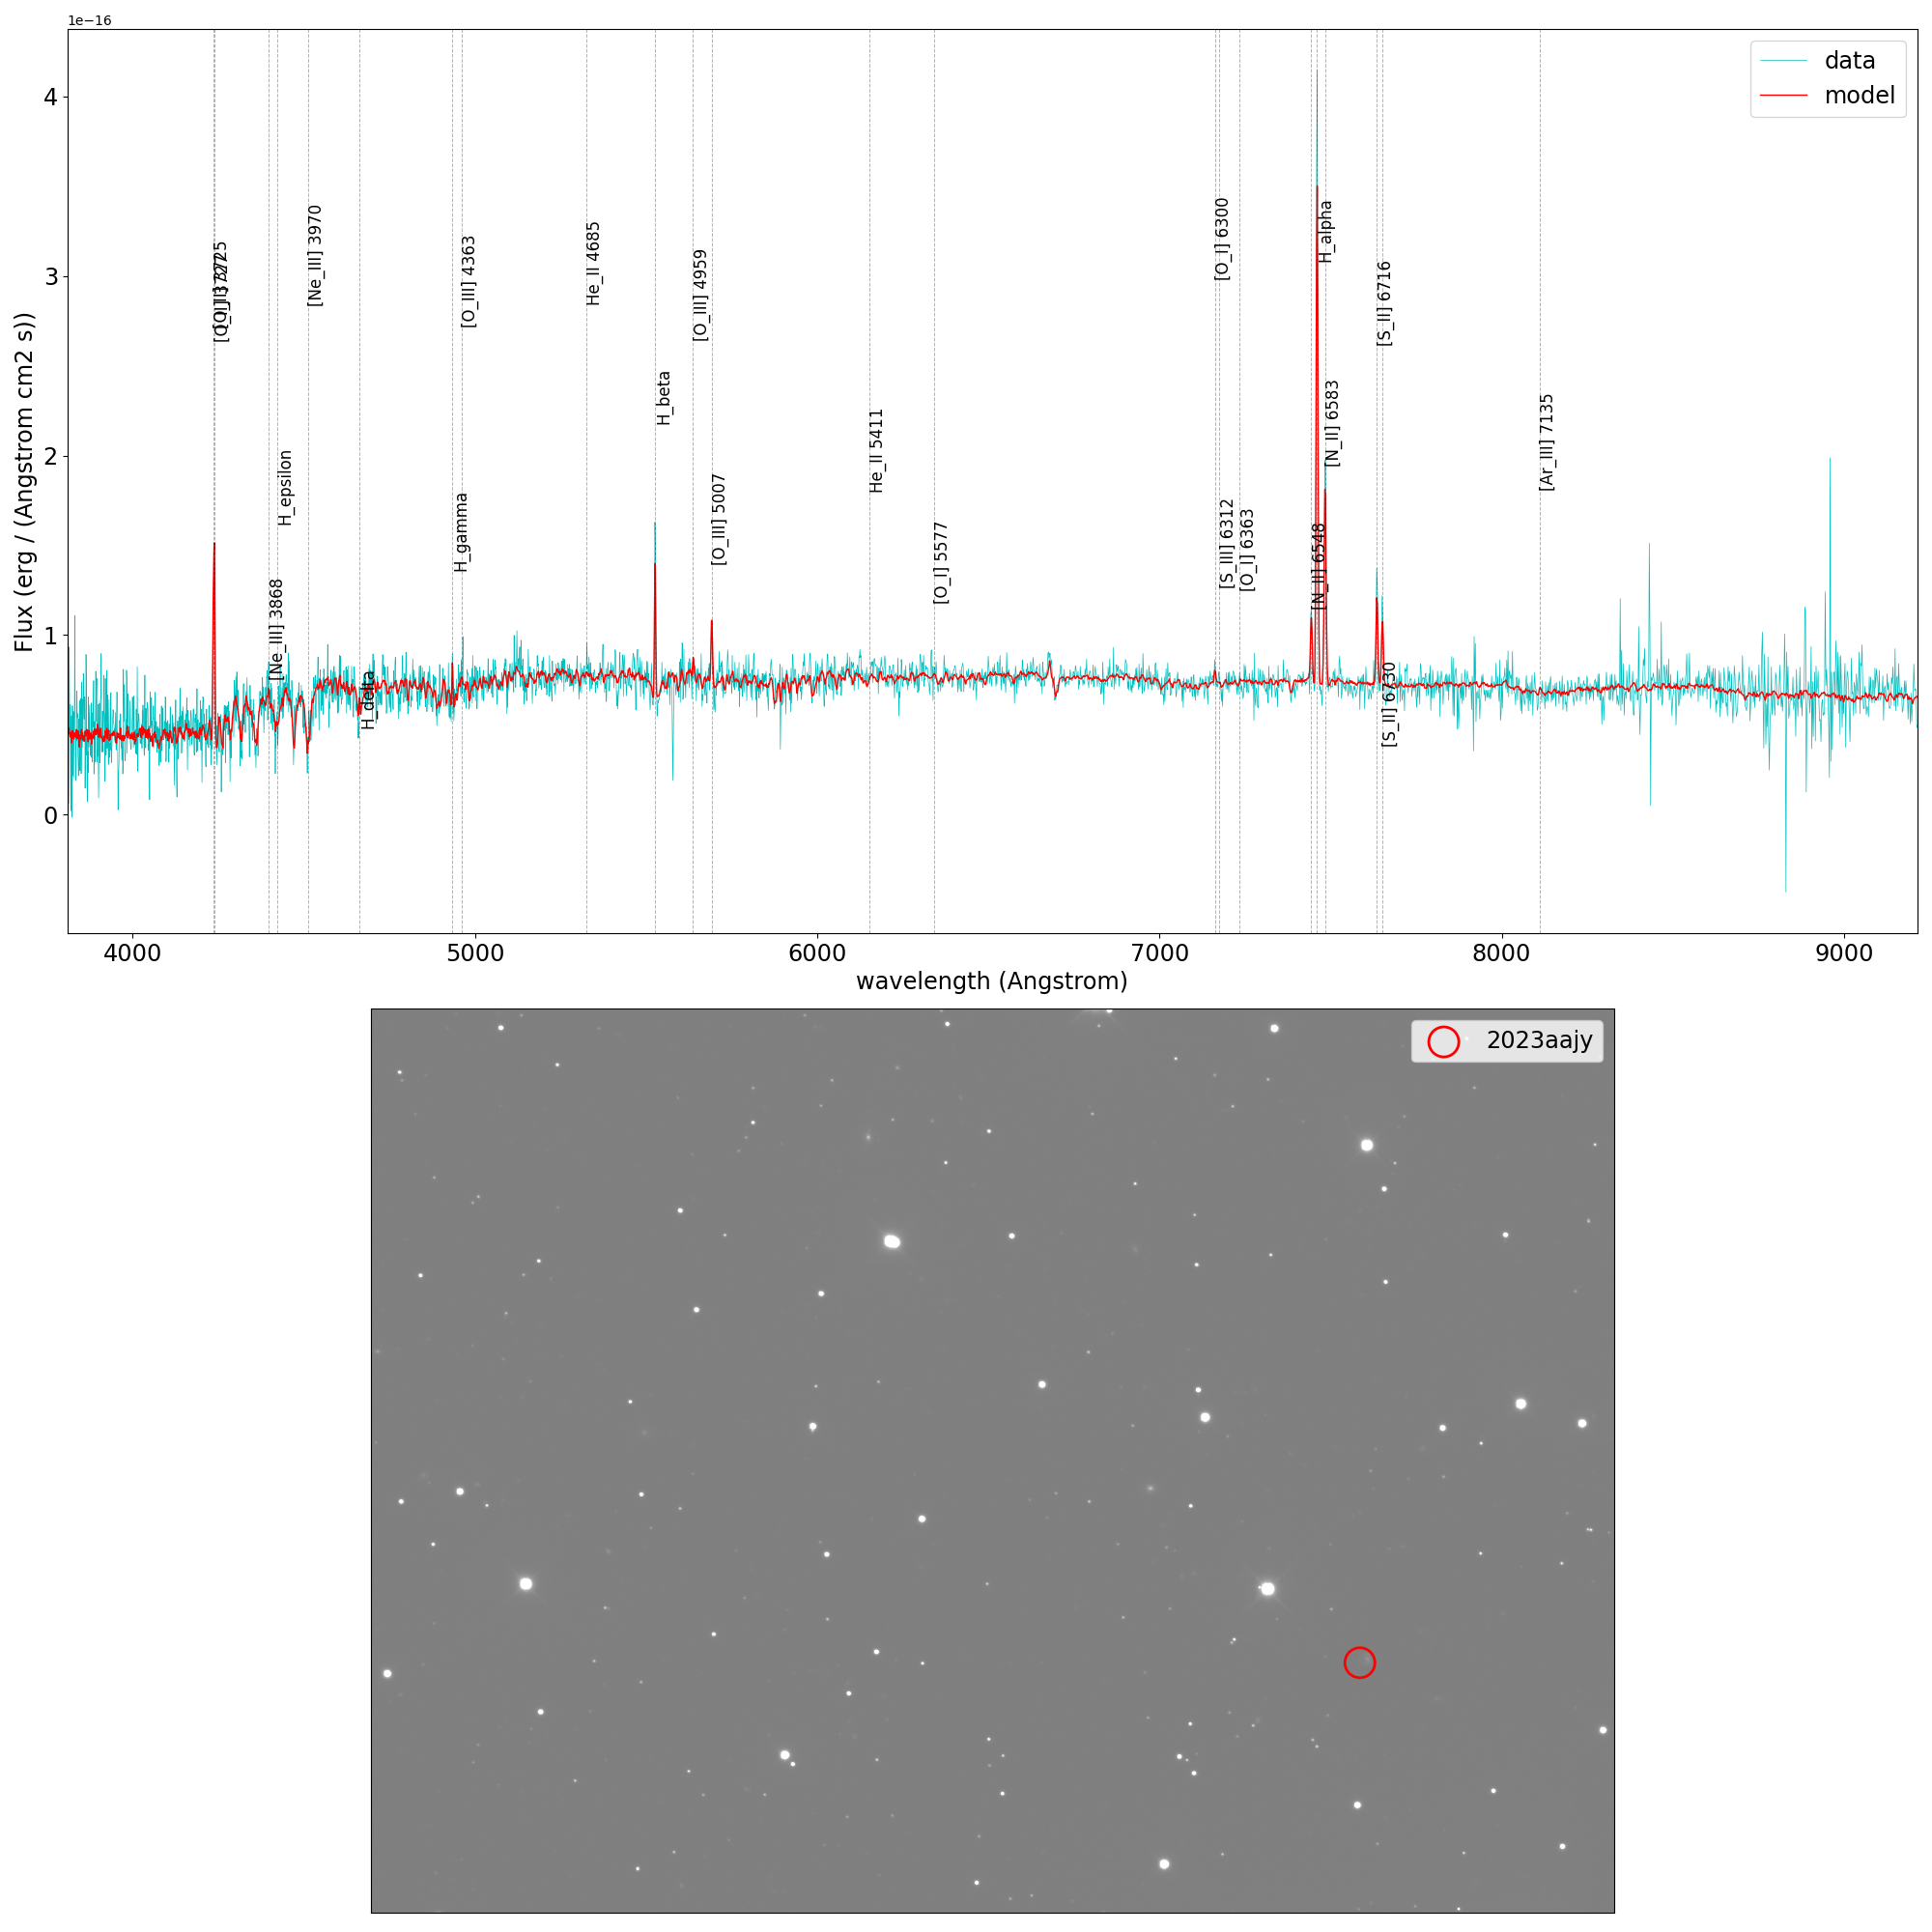 1e−16
data
model
4
3
2
1
0
Flux (erg / (Angstrom cm2 s))
[Ne_III] 3868
H_epsilon
[Ne_III] 3970
H_delta
H_gamma
[O_III] 4363
He_II 4685
H_beta
[O_III] 4959
[O_III] 5007
He_II 5411
[O_I] 5577
[O_I] 6300
[S_III] 6312
[O_I] 6363
[N_II] 6548
H_alpha
[N_II] 6583
[S_II] 6716
[S_II] 6730
[Ar_III] 7135
4000 5000 6000 7000 8000 9000
wavelength (Angstrom)
2023aajy